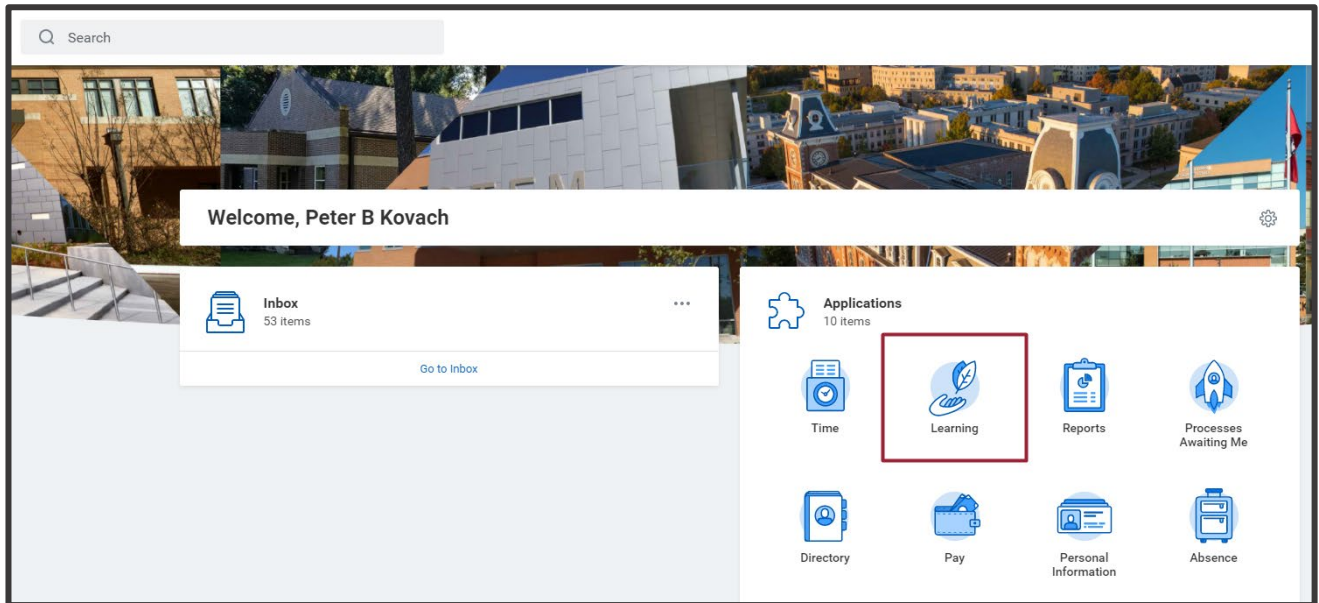 Search
Welcome, Peter B Kovach
Inbox
53 items
Go to Inbox
Applications
10 items
Time
Learning
Reports
Processes
Awaiting Me
Directory
Pay
Personal
Information
Absence